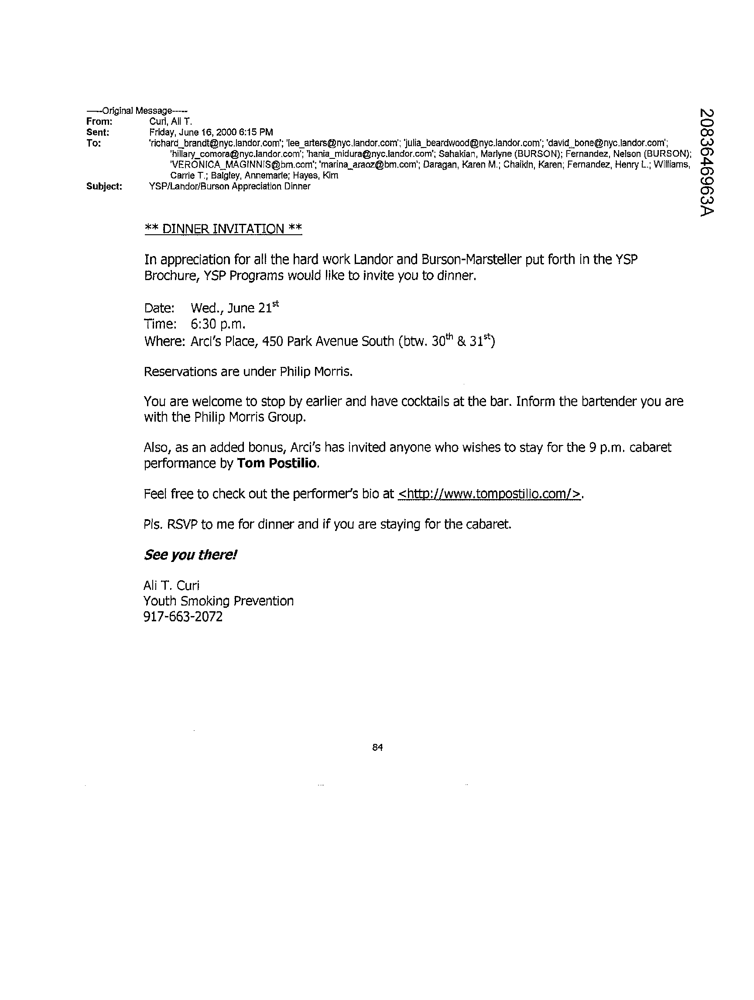 -----Original Message-----
From: Curi, Ali T.
Sent: Friday, June 16, 2000 6:15 PM
To: 'richard_brandt@nyc.landor.com'; 'lee_arters@nyc.landor.com'; 'julia_beardwood@nyc.landor.com'; 'david_bone@nyc.landor.com';
'hillary_comora@nyc.landor.com'; 'hania_midura@nyc.landor.com'; Sahakian, Marlyne (BURSON); Fernandez, Nelson (BURSON);
'VERONICA_MAGINNIS@bm.com'; 'marina_araoz@bm.com'; Daragan, Karen M.; Chaikin, Karen; Fernandez, Henry L.; Williams,
Carrie T.; Baigley, Annemarie; Hayes, Kim
Subject: YSP/Landor/Burson Appreciation Dinner
2083646963A
** DINNER INVITATION **
In appreciation for all the hard work Landor and Burson-Marsteller put forth in the YSP
Brochure, YSP Programs would like to invite you to dinner.
Date: Wed., June 21st
Time: 6:30 p.m.
Where: Arci's Place, 450 Park Avenue South (btw. 30th & 31st)
Reservations are under Philip Morris.
You are welcome to stop by earlier and have cocktails at the bar. Inform the bartender you are
with the Philip Morris Group.
Also, as an added bonus, Arci's has invited anyone who wishes to stay for the 9 p.m. cabaret
performance by Tom Postilio.
Feel free to check out the performer's bio at <http://www.tompostilio.com/>.
Pls. RSVP to me for dinner and if you are staying for the cabaret.
See you there!
Ali T. Curi
Youth Smoking Prevention
917-663-2072
84